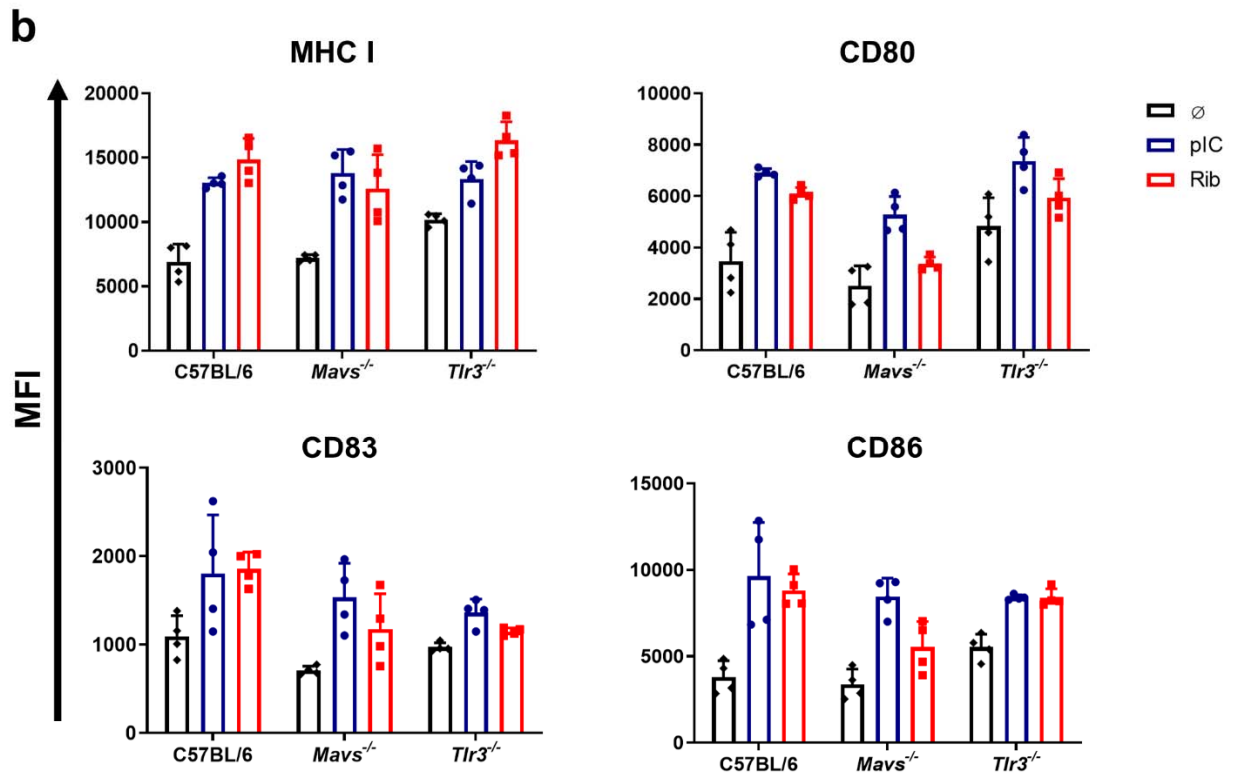 b
MHC I
CD80
MFI
20000
15000
10000
5000
0
C57BL/6
Mavs-/-
Tlr3-/-
10000
8000
6000
4000
2000
0
C57BL/6
Mavs-/-
Tlr3-/-
∅
pIC
Rib
CD83
CD86
3000
2000
1000
0
C57BL/6
Mavs-/-
Tlr3-/-
15000
10000
5000
0
C57BL/6
Mavs-/-
Tlr3-/-